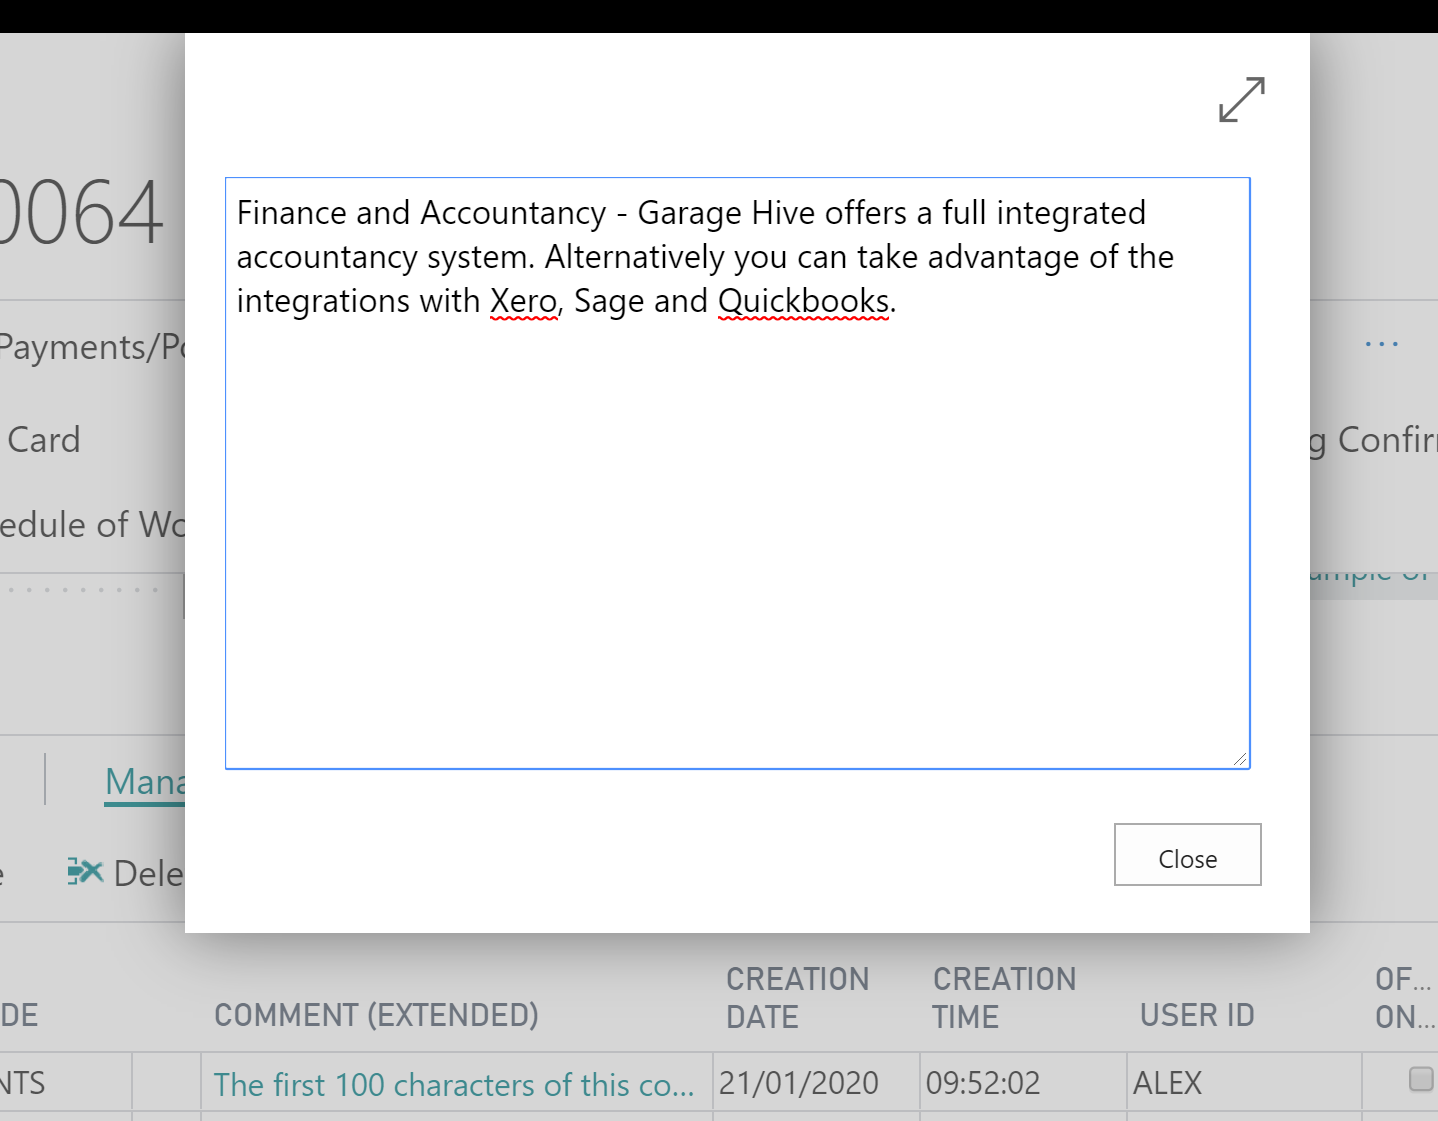 0064
Finance and Accountancy - Garage Hive offers a full integrated
accountancy system. Alternatively you can take advantage of the
integrations with Xero, Sage and Quickbooks.
Payments/Po
...
Card
g Confir
edule of Wo
ample of
Mana
e
Dele
Close
DE
COMMENT (EXTENDED)
CREATION
DATE
CREATION
TIME
USER ID
OF...
ON...
NTS
The first 100 characters of this co...
21/01/2020
09:52:02
ALEX